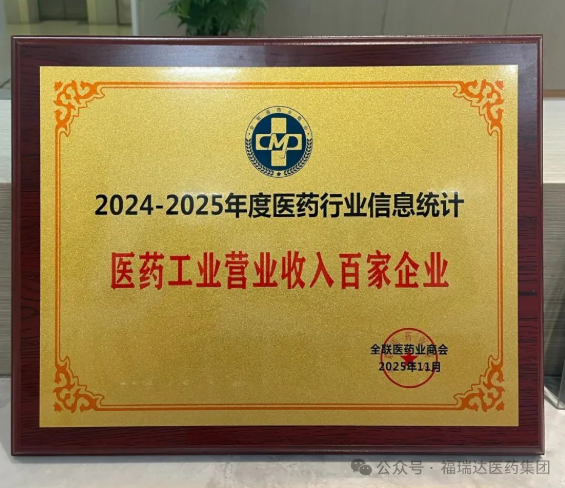 CMP
2024-2025年度医药行业信息统计
医药工业营业收入百家企业
全联医药业商会
2025年11月
公众号·福瑞达医药集团